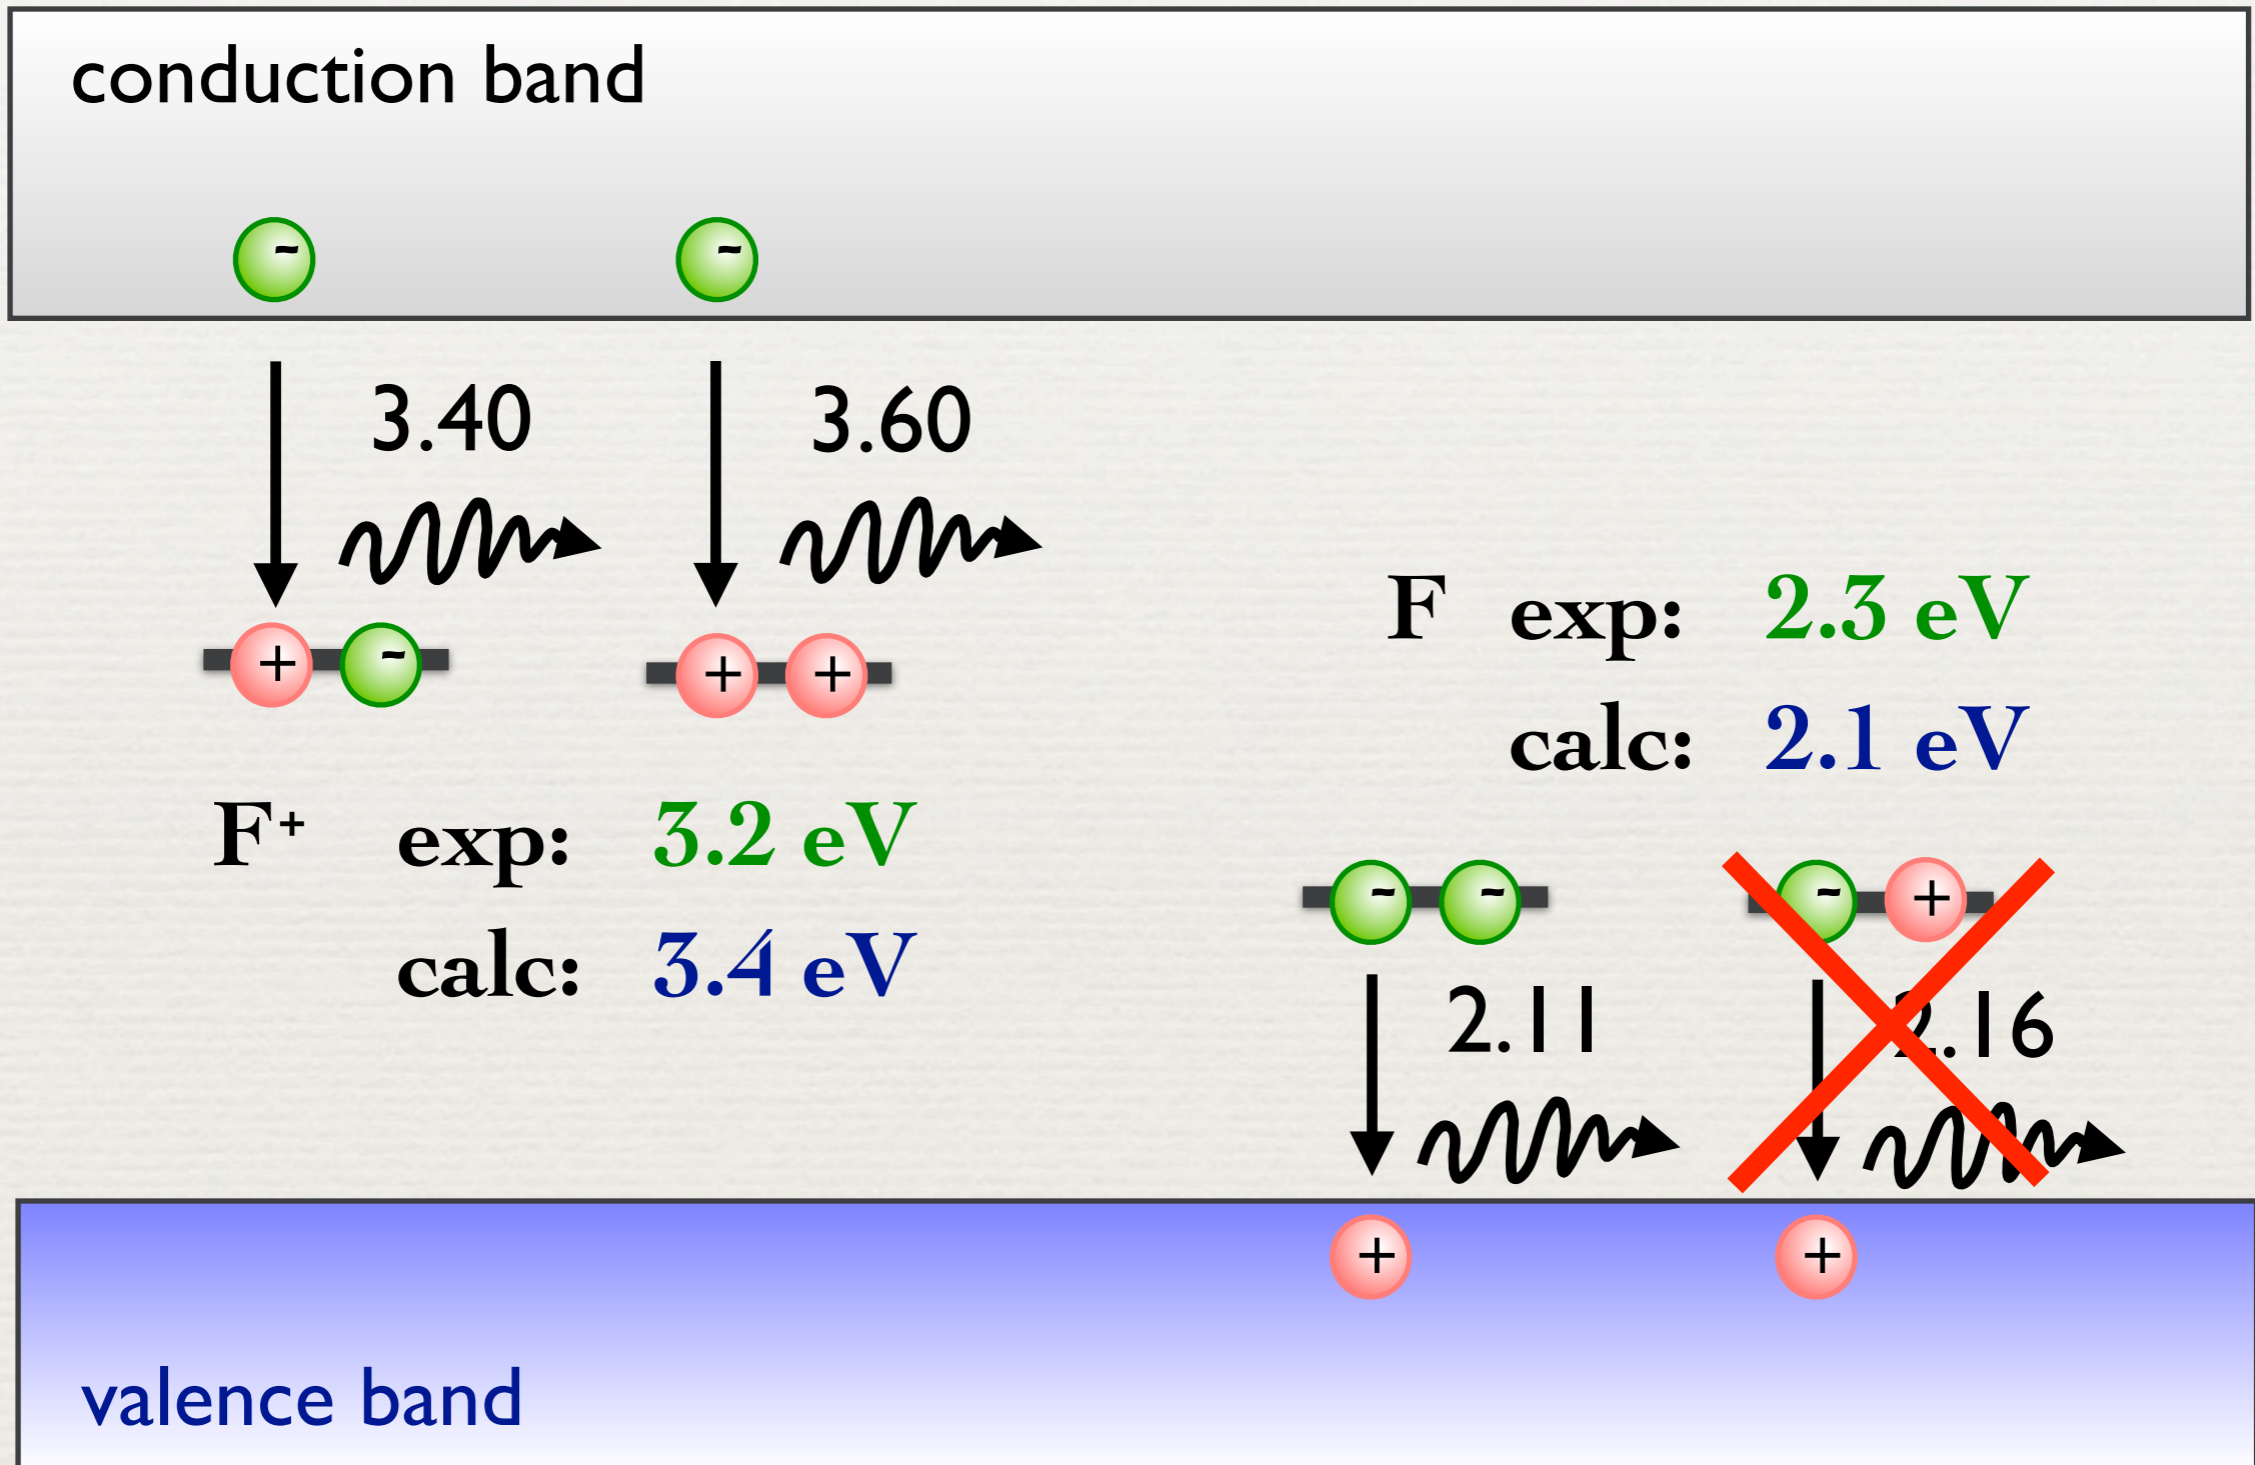 conduction band
~ ~
3.40 3.60
+ ~ + +
F exp: 2.3 eV
calc: 2.1 eV
F⁺ exp: 3.2 eV
calc: 3.4 eV
~ ~ ~ +
2.11 2.16
+ +
valence band